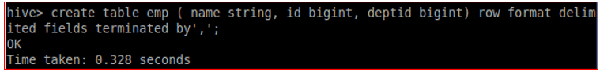 hive> create table emp ( name string, id bigint, deptid bigint) row format delim
ited fields terminated by',';
OK
Time taken: 0.328 seconds